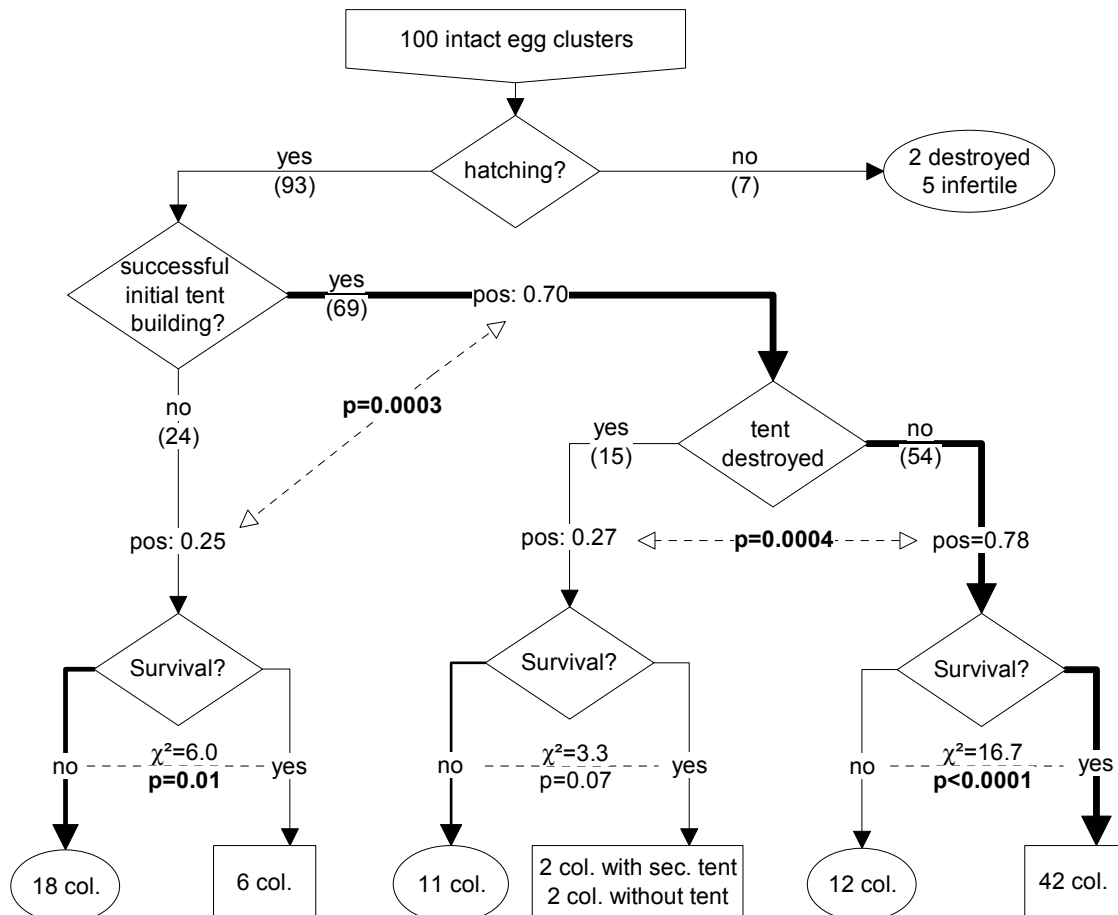 100 intact egg clusters
hatching?
yes
(93)
no
(7)
2 destroyed
5 infertile
successful
initial tent
building?
yes
(69)
pos: 0.70
no
(24)
p=0.0003
tent
destroyed
yes
(15)
no
(54)
pos: 0.25
pos: 0.27
p=0.0004
pos=0.78
Survival?
Survival?
Survival?
no
χ²=6.0
p=0.01
yes
no
χ²=3.3
p=0.07
yes
no
χ²=16.7
p<0.0001
yes
18 col.
6 col.
11 col.
2 col. with sec. tent
2 col. without tent
12 col.
42 col.